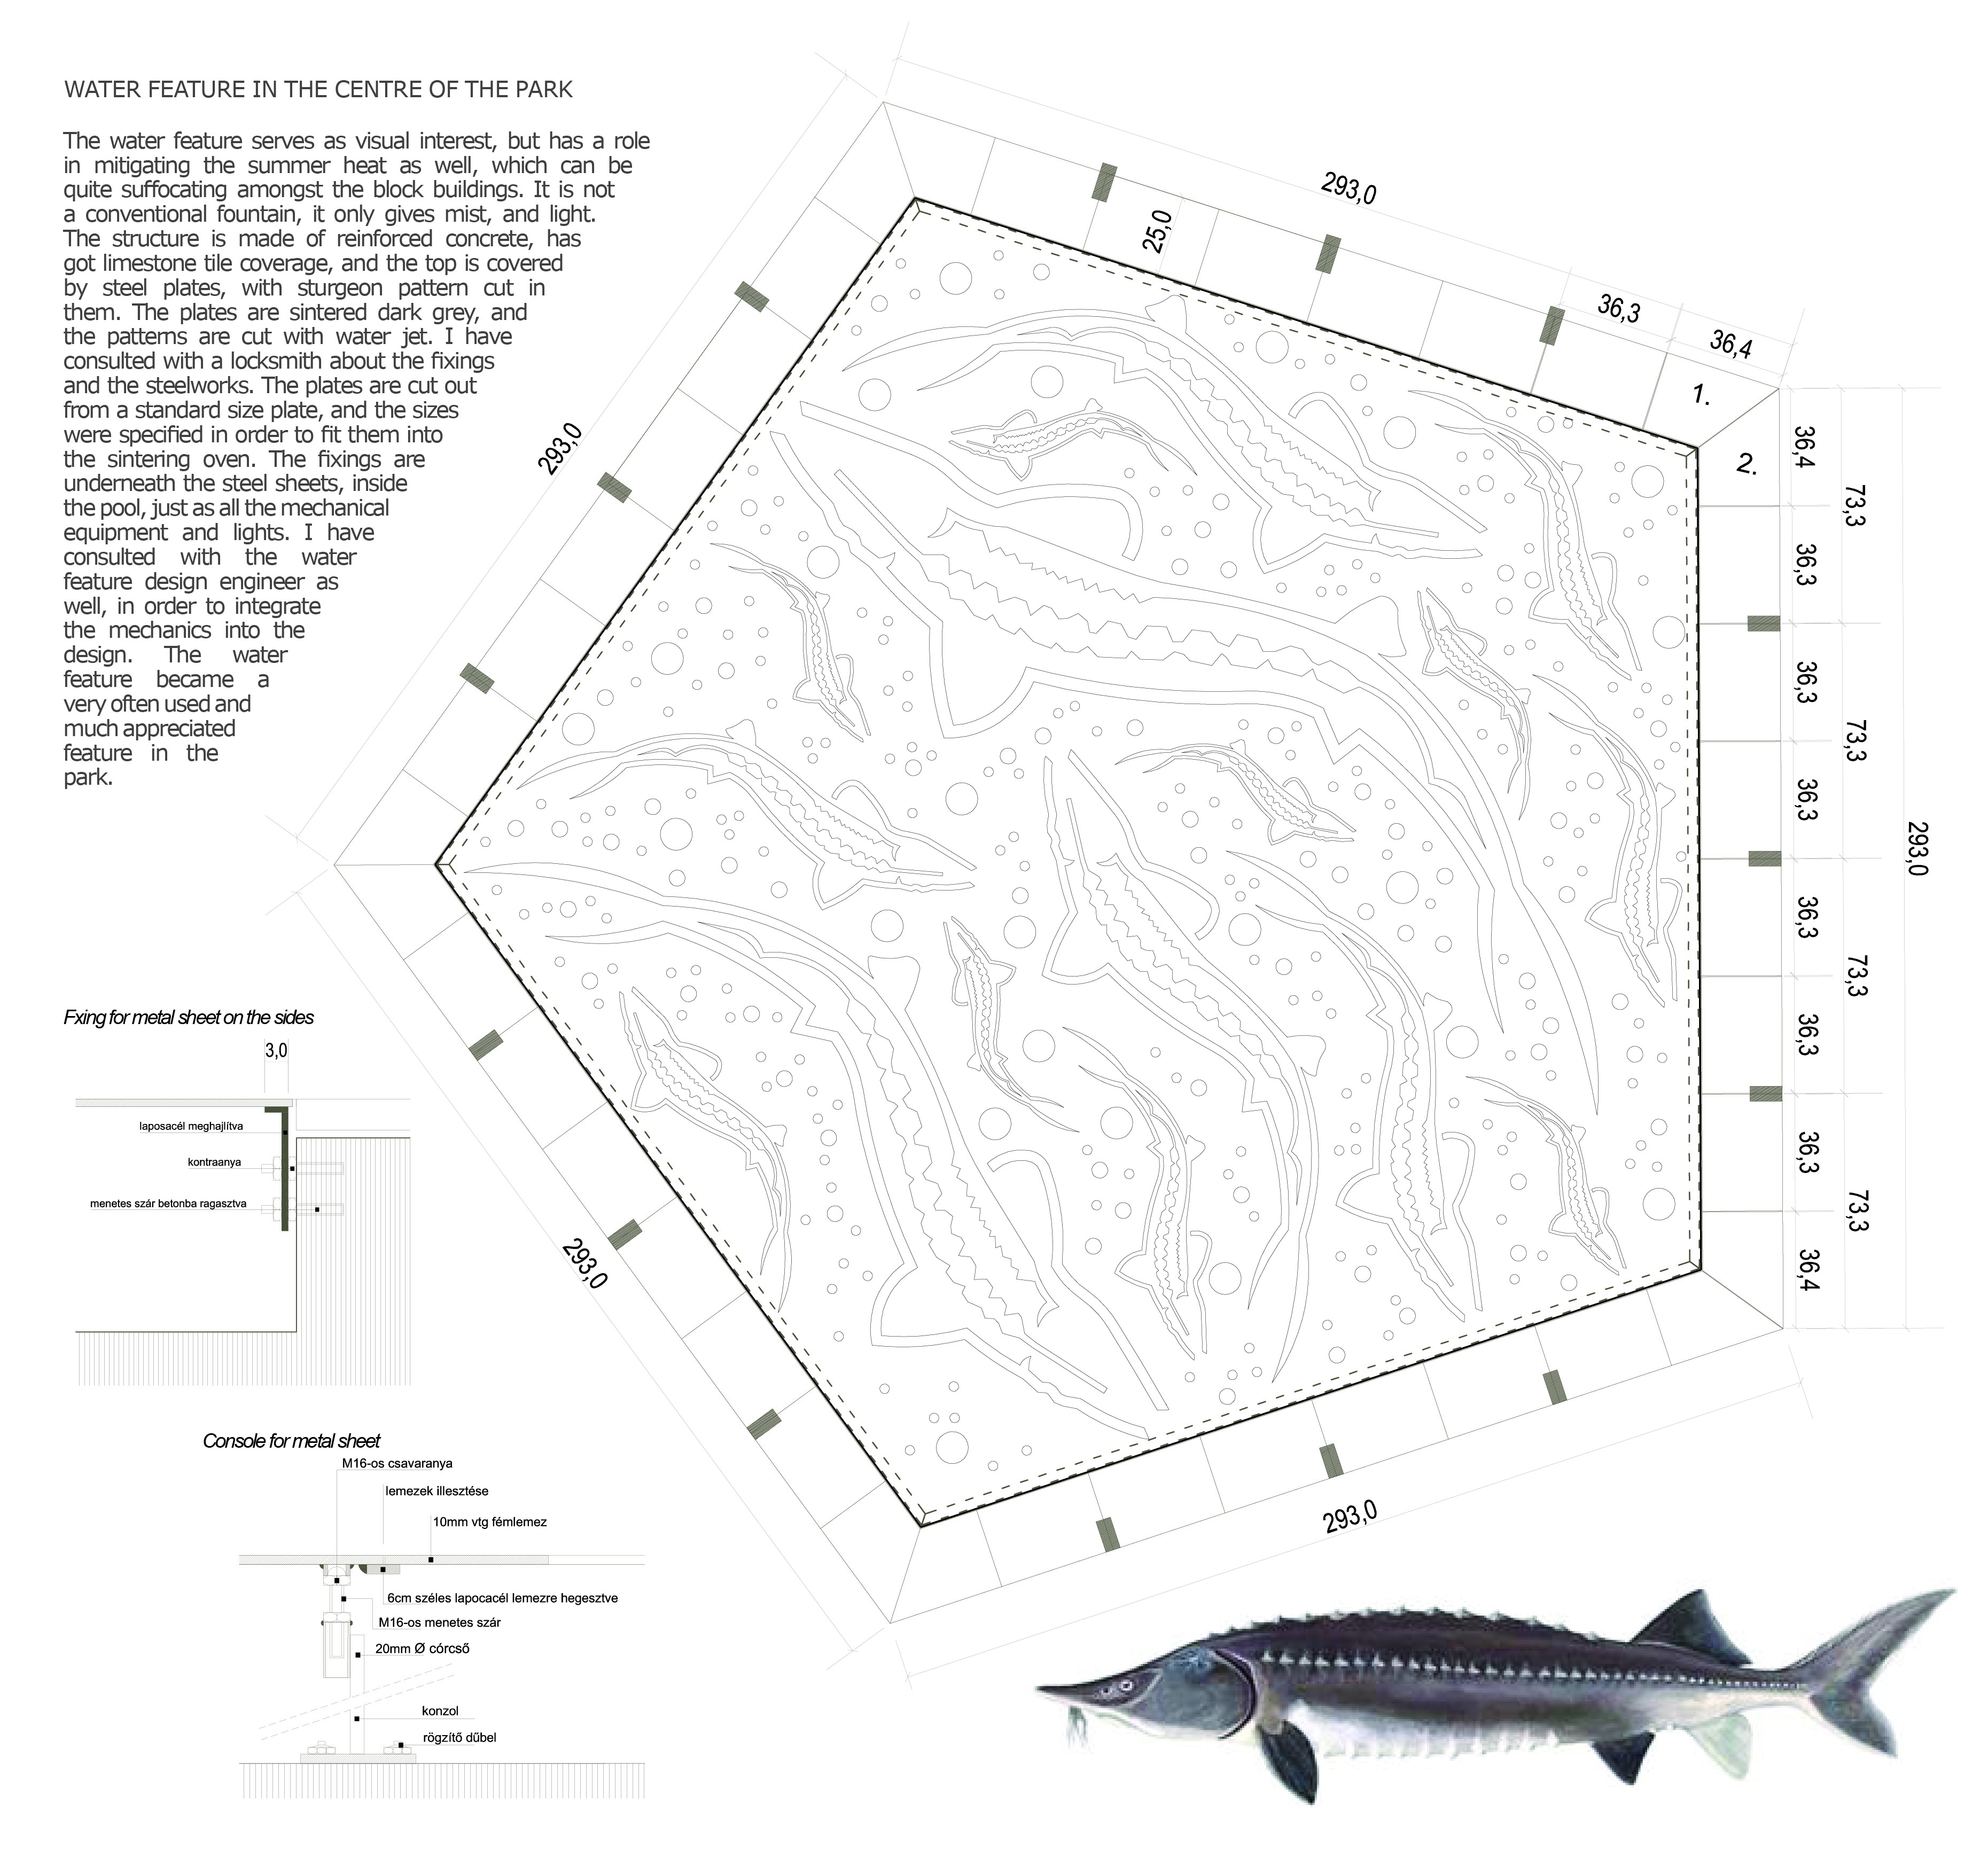 WATER FEATURE IN THE CENTRE OF THE PARK
The water feature serves as visual interest, but has a role
in mitigating the summer heat as well, which can be
quite suffocating amongst the block buildings. It is not
a conventional fountain, it only gives mist, and light.
The structure is made of reinforced concrete, has
got limestone tile coverage, and the top is covered
by steel plates, with sturgeon pattern cut in
them. The plates are sintered dark grey, and
the patterns are cut with water jet. I have
consulted with a locksmith about the fixings
and the steelworks. The plates are cut out
from a standard size plate, and the sizes
were specified in order to fit them into
the sintering oven. The fixings are
underneath the steel sheets, inside
the pool, just as all the mechanical
equipment and lights. I have
consulted with the water
feature design engineer as
well, in order to integrate
the mechanics into the
design. The water
feature became a
very often used and
much appreciated
feature in the
park.
293,0
25,0
36,3
36,4
1.
2.
36,4
36,3
36,3
36,3
36,3
36,3
36,3
36,4
73,3
73,3
73,3
73,3
293,0
293,0
293,0
293,0
Fxing for metal sheet on the sides
3,0
laposacél meghajlítva
kontraanya
menetes szár betonba ragasztva
Console for metal sheet
M16-os csavaranya
lemezek illesztése
10mm vtg fémlemez
6cm széles lapocacél lemezre hegesztve
M16-os menetes szár
20mm Ø córcső
konzol
rögzítő dűbel